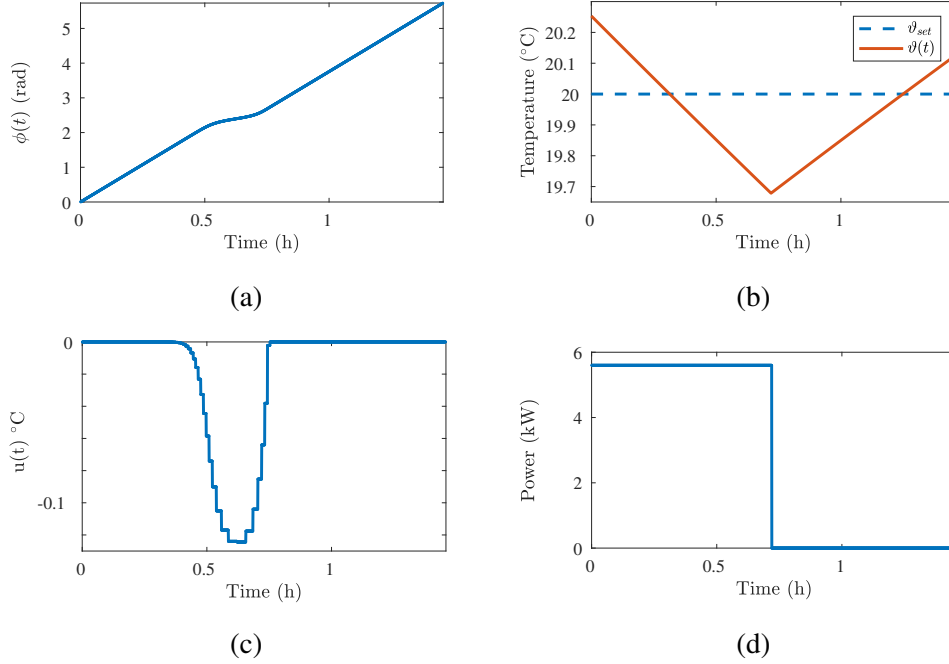 5
4
3
2
1
0
0 0.5 1
ϕ(t) (rad)
Time (h)
(a)
20.2
20.1
20
19.9
19.8
19.7
0 0.5 1
Temperature (°C)
Time (h)
ϑset
ϑ(t)
(b)
0
-0.1
0 0.5 1
u(t) °C
Time (h)
(c)
6
4
2
0
0 0.5 1
Power (kW)
Time (h)
(d)